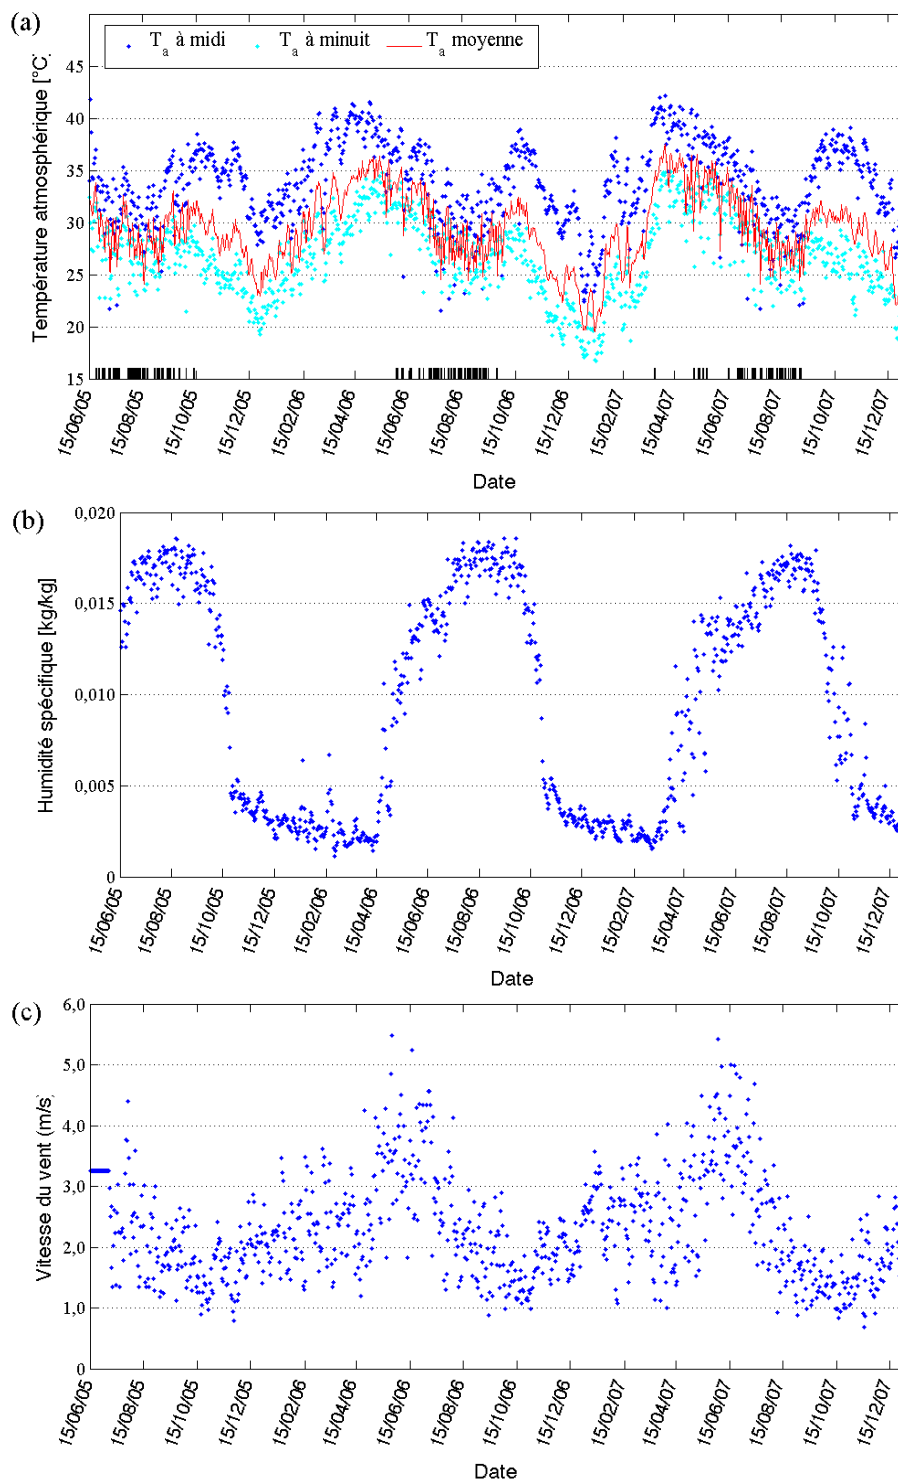 (a)
T_a à midi T_a à minuit T_a moyenne
Température atmosphérique [°C]
45
40
35
30
25
20
15
15/06/05 15/08/05 15/10/05 15/12/05 15/02/06 15/04/06 15/06/06 15/08/06 15/10/06 15/12/06 15/02/07 15/04/07 15/06/07 15/08/07 15/10/07 15/12/07
Date
(b)
Humidité spécifique [kg/kg]
0,020
0,015
0,010
0,005
0
15/06/05 15/08/05 15/10/05 15/12/05 15/02/06 15/04/06 15/06/06 15/08/06 15/10/06 15/12/06 15/02/07 15/04/07 15/06/07 15/08/07 15/10/07 15/12/07
Date
(c)
Vitesse du vent (m/s)
6,0
5,0
4,0
3,0
2,0
1,0
0
15/06/05 15/08/05 15/10/05 15/12/05 15/02/06 15/04/06 15/06/06 15/08/06 15/10/06 15/12/06 15/02/07 15/04/07 15/06/07 15/08/07 15/10/07 15/12/07
Date